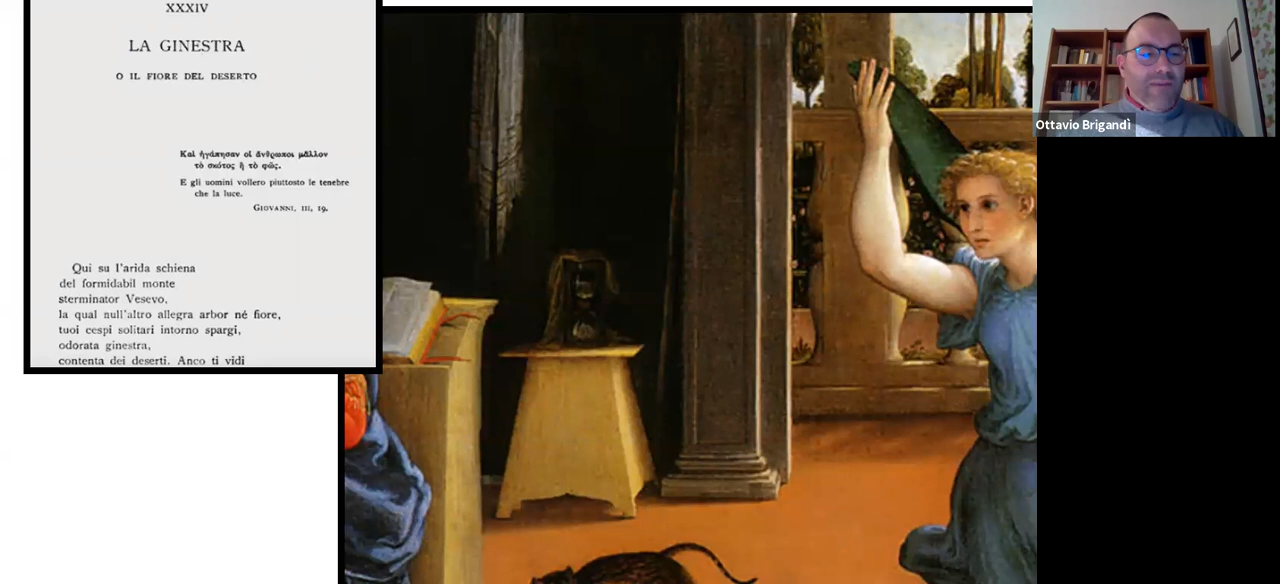 XXXIV
LA GINESTRA
O IL FIORE DEL DESERTO
Καὶ ἠγάπησαν οἱ ἄνθρωποι μᾶλλον
τὸ σκότος ἢ τὸ φῶς.
E gli uomini vollero piuttosto le tenebre
che la luce.
GIOVANNI, III, 19.
Qui su l'arida schiena
del formidabil monte
sterminator Vesevo,
la qual null'altro allegra arbor né fiore,
tuoi cespi solitari intorno spargi,
odorata ginestra,
contenta dei deserti. Anco ti vidi
Ottavio Brigandì